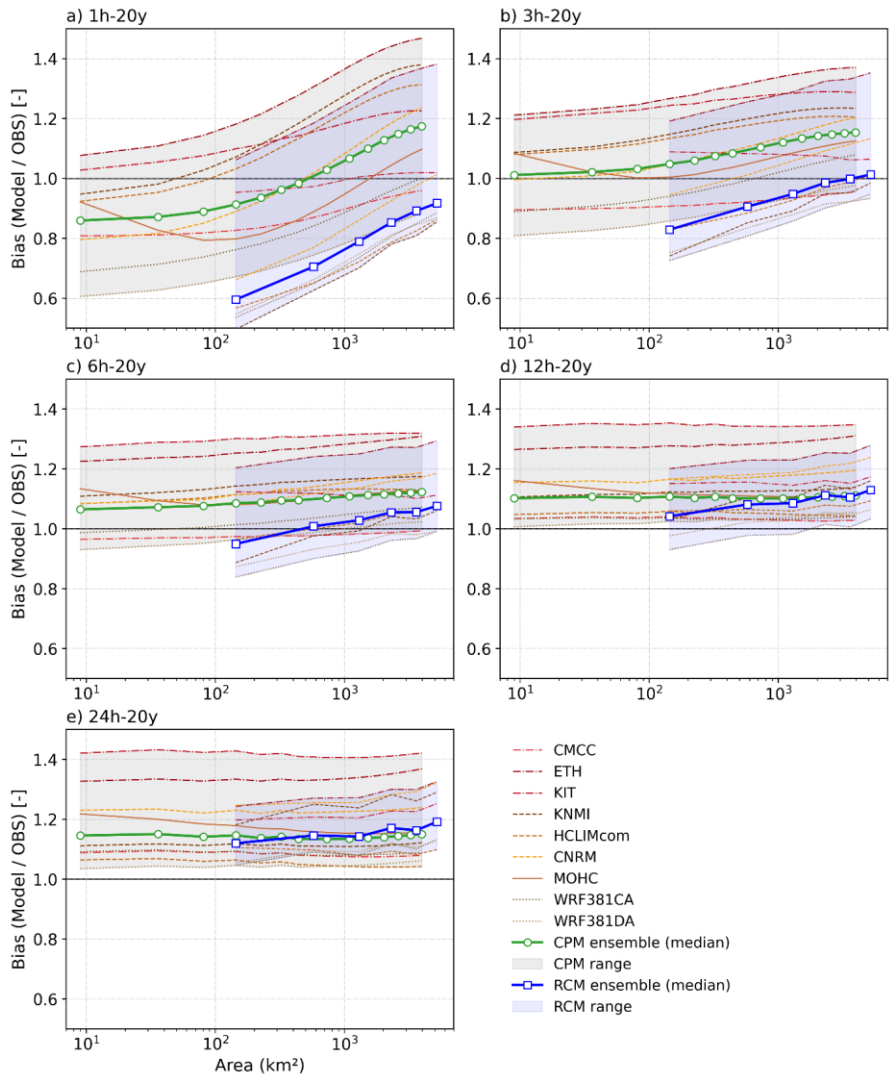 a) 1h-20y
1.4
1.2
1.0
0.8
0.6
Bias (Model / OBS) [-]
10¹
10²
10³
b) 3h-20y
1.4
1.2
1.0
0.8
0.6
10¹
10²
10³
c) 6h-20y
1.4
1.2
1.0
0.8
0.6
Bias (Model / OBS) [-]
10¹
10²
10³
d) 12h-20y
1.4
1.2
1.0
0.8
0.6
10¹
10²
10³
e) 24h-20y
1.4
1.2
1.0
0.8
0.6
Bias (Model / OBS) [-]
10¹
10²
10³
Area (km²)
CMCC
ETH
KIT
KNMI
HCLIMcom
CNRM
MOHC
WRF381CA
WRF381DA
CPM ensemble (median)
CPM range
RCM ensemble (median)
RCM range